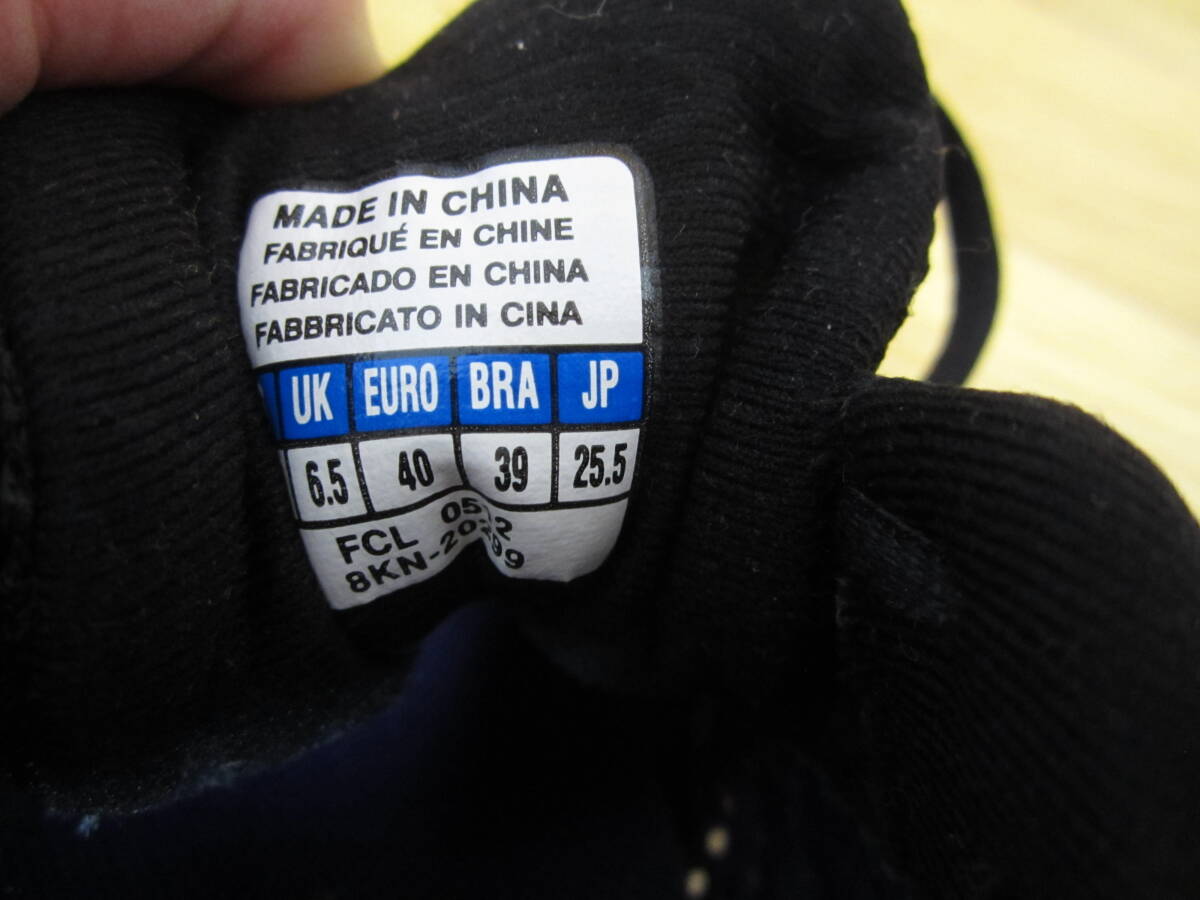 MADE IN CHINA
FABRIQUÉ EN CHINE
FABRICADO EN CHINA
FABBRICATO IN CINA
UK EURO BRA JP
6.5 40 39 25.5
FCL